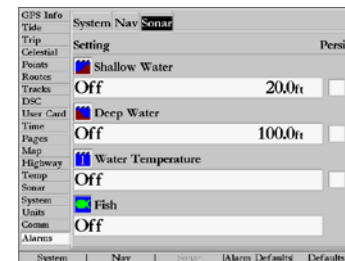 GPS Info
Tide
Trip
Celestial
Points
Routes
Tracks
DSC
User Card
Time
Pages
Map
Highway
Temp
Sonar
System
Units
Comm
Alarms
System Nav Sonar
Setting Persi
Shallow Water
Off 20.0ft
Deep Water
Off 100.0ft
Water Temperature
Off
Fish
Off
System | Nav | Sonar |Alarm Defaults| Defaults